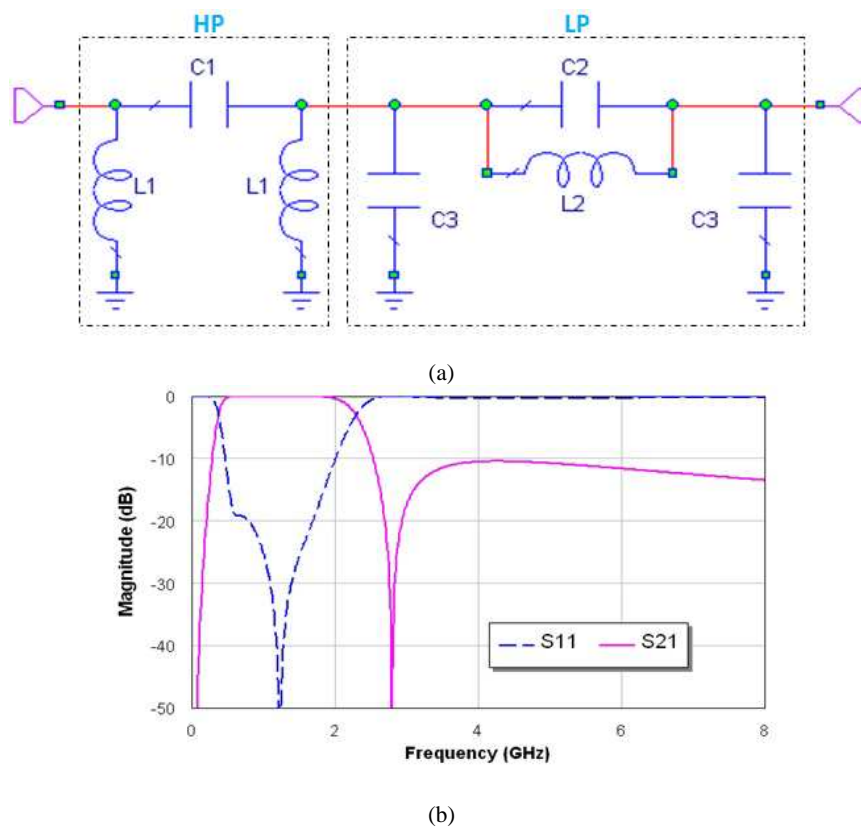 HP LP
C1 C2
L1 L1 C3 L2 C3
(a)
0
-10
-20
-30
-40
-50
Magnitude (dB)
S11 S21
0 2 4 6 8
Frequency (GHz)
(b)